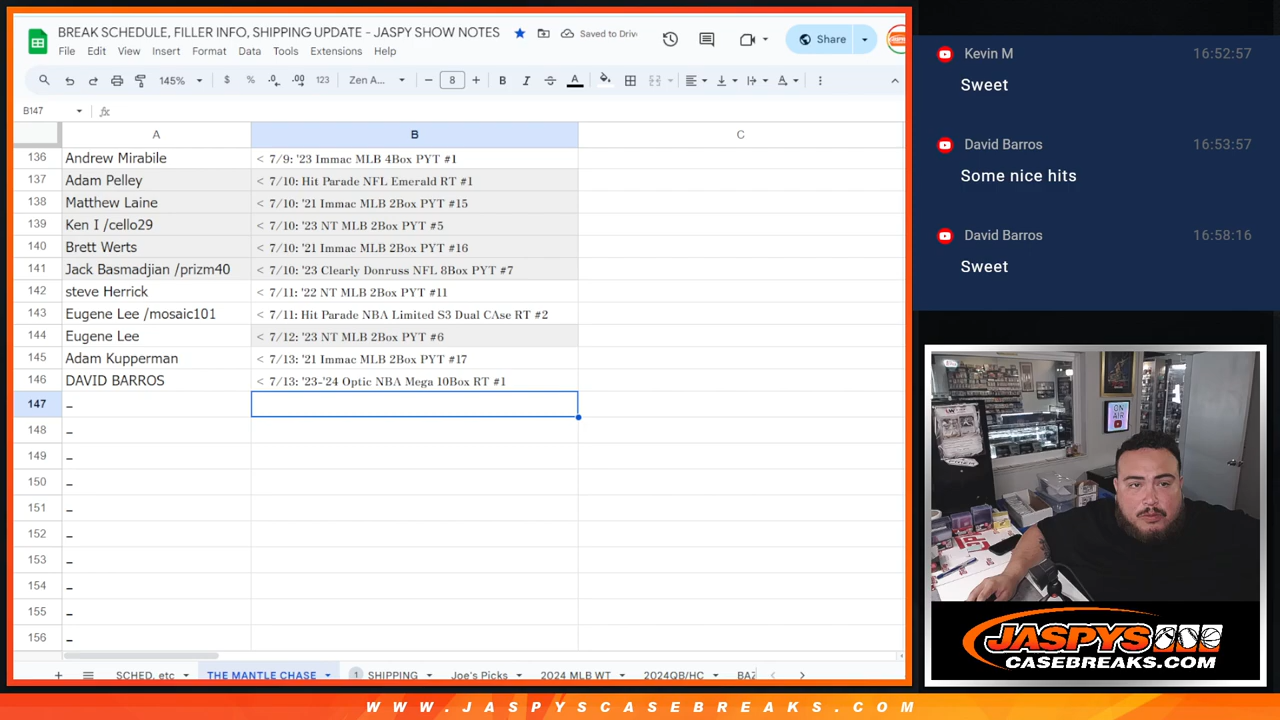 BREAK SCHEDULE, FILLER INFO, SHIPPING UPDATE - JASPY SHOW NOTES
Saved to Driv
File Edit View Insert Format Data Tools Extensions Help
Share
145% $ % .0 .00 123 Zen A... − 8 + B I A
B147 fx
A B C
136 Andrew Mirabile < 7/9: '23 Immac MLB 4Box PYT #1
137 Adam Pelley < 7/10: Hit Parade NFL Emerald RT #1
138 Matthew Laine < 7/10: '21 Immac MLB 2Box PYT #15
139 Ken I /cello29 < 7/10: '23 NT MLB 2Box PYT #5
140 Brett Werts < 7/10: '21 Immac MLB 2Box PYT #16
141 Jack Basmadjian /prizm40 < 7/10: '23 Clearly Donruss NFL 8Box PYT #7
142 steve Herrick < 7/11: '22 NT MLB 2Box PYT #11
143 Eugene Lee /mosaic101 < 7/11: Hit Parade NBA Limited S3 Dual CAse RT #2
144 Eugene Lee < 7/12: '23 NT MLB 2Box PYT #6
145 Adam Kupperman < 7/13: '21 Immac MLB 2Box PYT #17
146 DAVID BARROS < 7/13: '23-'24 Optic NBA Mega 10Box RT #1
147 _
148 _
149 _
150 _
151 _
152 _
153 _
154 _
155 _
156 _
SCHED, etc THE MANTLE CHASE 1 SHIPPING Joe's Picks 2024 MLB WT 2024QB/HC BAZ
Kevin M 16:52:57
Sweet
David Barros 16:53:57
Some nice hits
David Barros 16:58:16
Sweet
ON AIR
JASPYS
CASEBREAKS.COM
WWW.JASPYSCASEBREAKS.COM